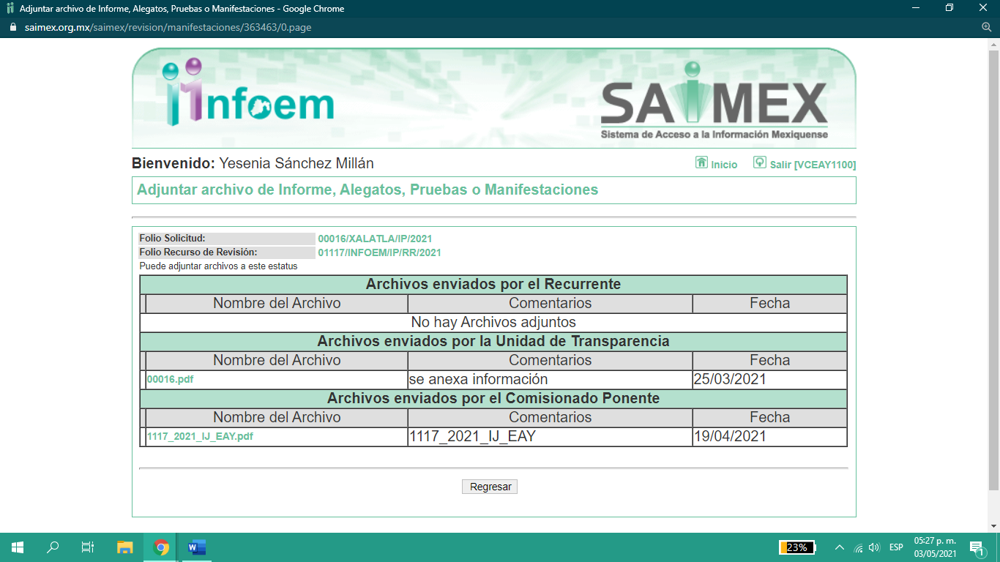 Adjuntar archivo de Informe, Alegatos, Pruebas o Manifestaciones - Google Chrome
saimex.org.mx/saimex/revision/manifestaciones/363463/0.page
infoem
SAIMEX
Sistema de Acceso a la Información Mexiquense
Bienvenido: Yesenia Sánchez Millán
Inicio Salir [VCEAY1100]
Adjuntar archivo de Informe, Alegatos, Pruebas o Manifestaciones
Folio Solicitud: 00016/XALATLA/IP/2021
Folio Recurso de Revisión: 01117/INFOEM/IP/RR/2021
Puede adjuntar archivos a este estatus
Archivos enviados por el Recurrente
Nombre del Archivo Comentarios Fecha
No hay Archivos adjuntos
Archivos enviados por la Unidad de Transparencia
Nombre del Archivo Comentarios Fecha
00016.pdf se anexa información 25/03/2021
Archivos enviados por el Comisionado Ponente
Nombre del Archivo Comentarios Fecha
1117_2021_IJ_EAY.pdf 1117_2021_IJ_EAY 19/04/2021
Regresar
23% ESP 05:27 p. m.
03/05/2021
1